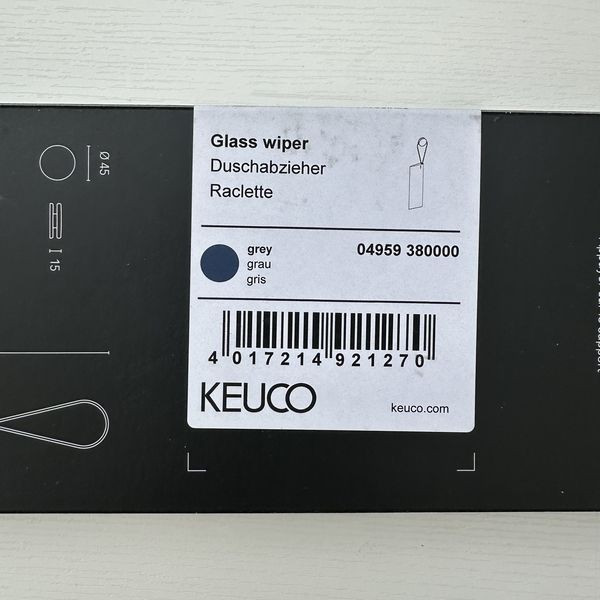 Glass wiper
Duschabzieher
Raclette
grey
grau
gris
04959 380000
4 017214 921270
KEUCO
keuco.com
Ø 45
15